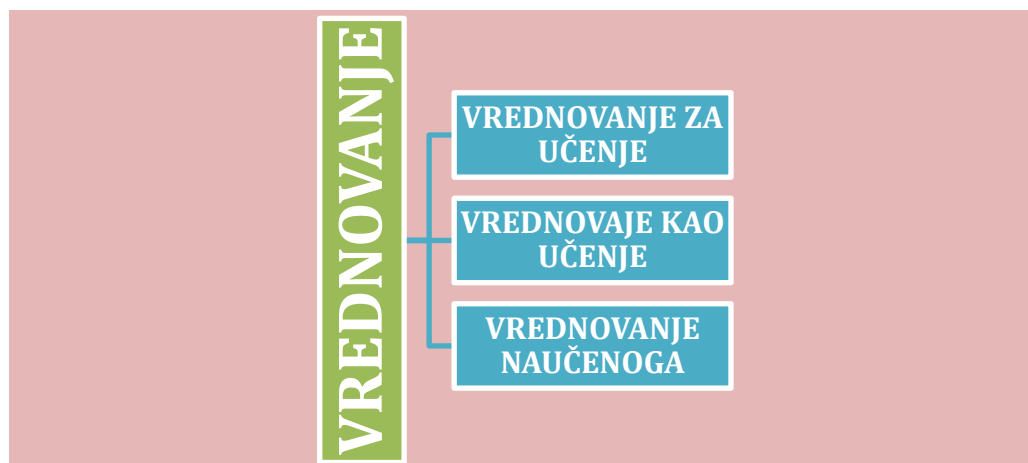 VREDNOVANJE
VREDNOVANJE ZA
UČENJE
VREDNOVAJE KAO
UČENJE
VREDNOVANJE
NAUČENOGA